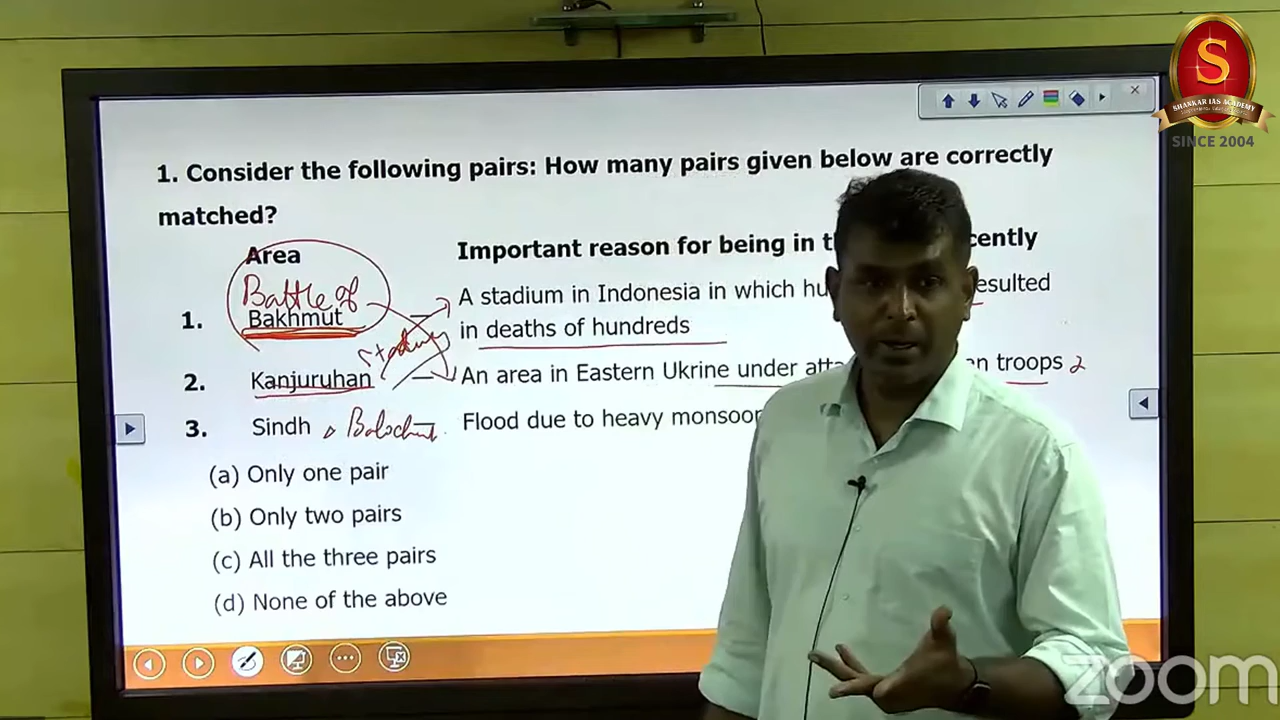 S
SHANKAR IAS ACADEMY
SINCE 2004
1. Consider the following pairs: How many pairs given below are correctly
matched?
Area Important reason for being in t cently
Battle of
1. Bakhmut A stadium in Indonesia in which hu esulted
in deaths of hundreds
stadium
2. Kanjuruhan – An area in Eastern Ukrine under atta n troops 2
3. Sindh Flood due to heavy monsoo
(a) Only one pair
(b) Only two pairs
(c) All the three pairs
(d) None of the above
zoom